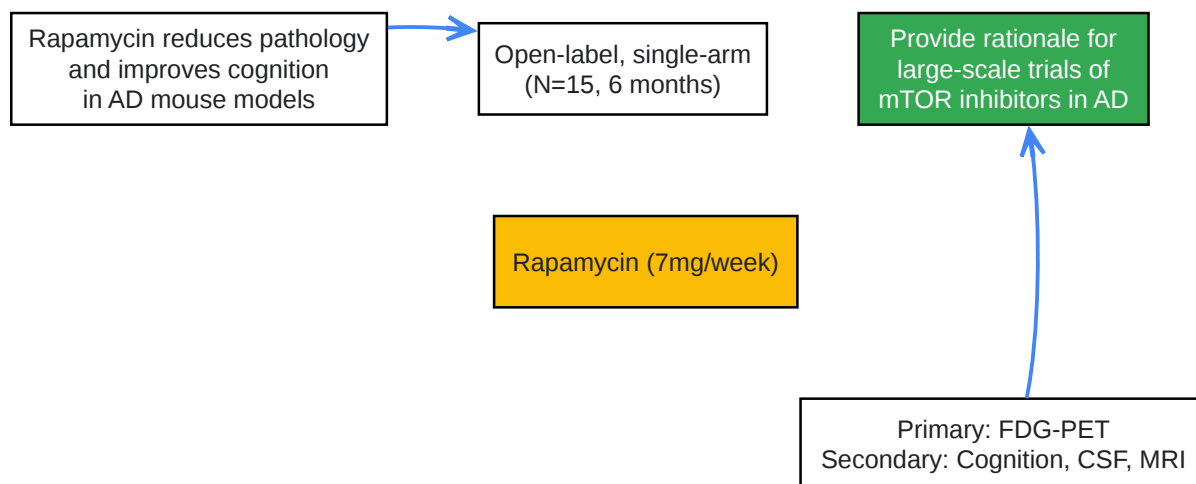 Rapamycin reduces pathology
and improves cognition
in AD mouse models
Open-label, single-arm
(N=15, 6 months)
Provide rationale for
large-scale trials of
mTOR inhibitors in AD
Rapamycin (7mg/week)
Primary: FDG-PET
Secondary: Cognition, CSF, MRI